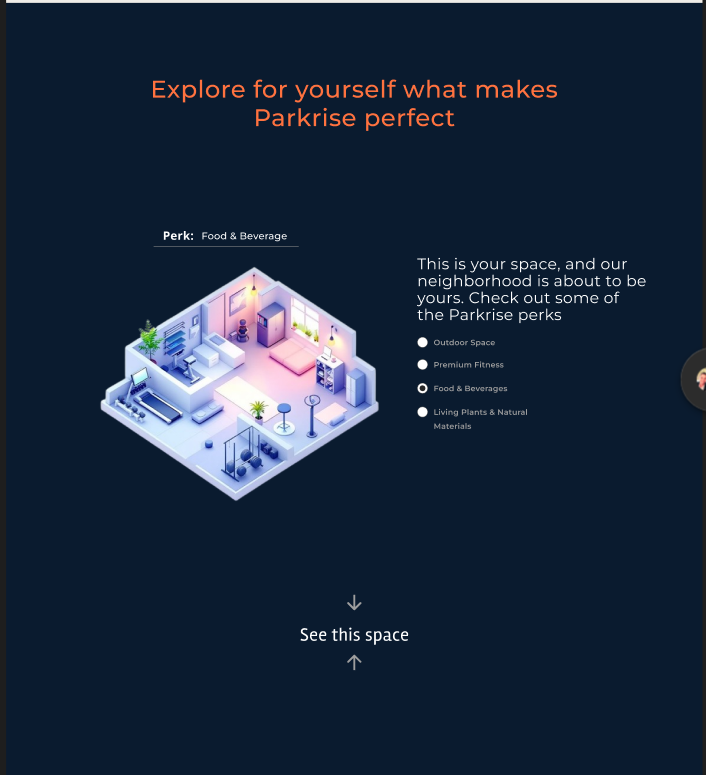 Explore for yourself what makes
Parkrise perfect
Perk: Food & Beverage
This is your space, and our
neighborhood is about to be
yours. Check out some of
the Parkrise perks
Outdoor Space
Premium Fitness
Food & Beverages
Living Plants & Natural
Materials
See this space